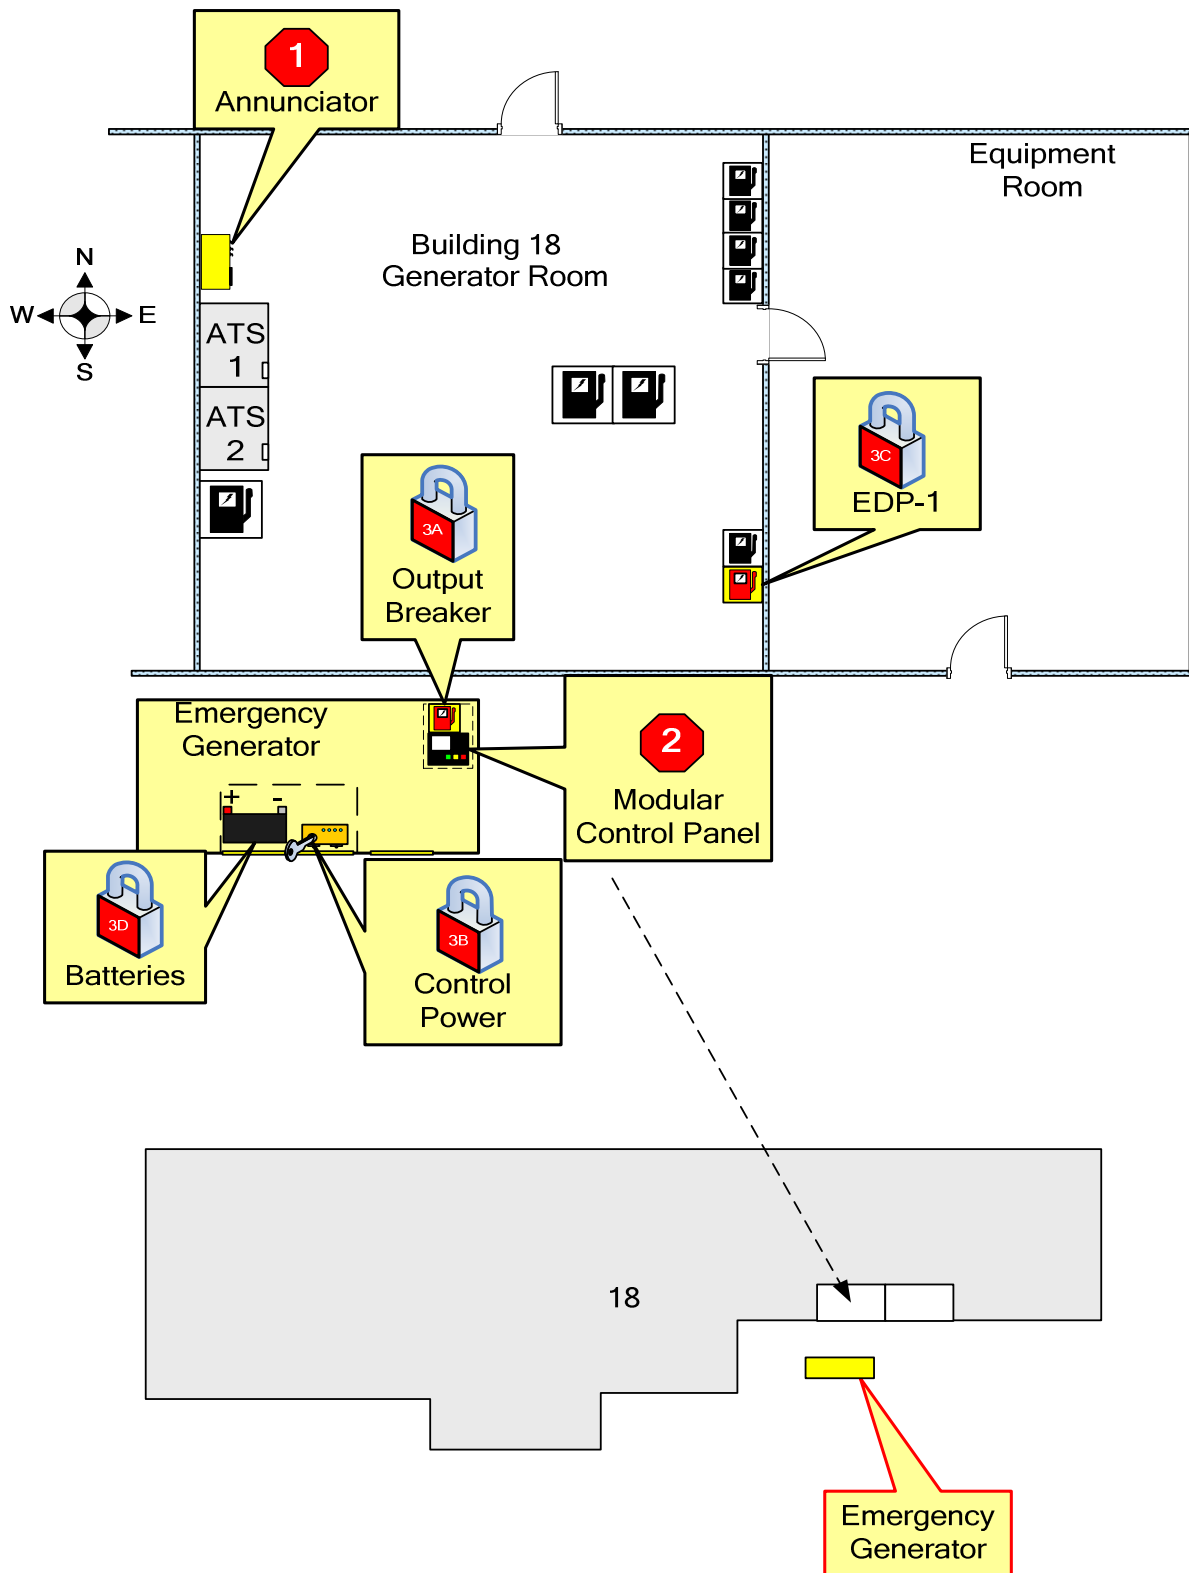 1
Annunciator
Equipment
Room
Building 18
Generator Room
N
W
E
S
ATS
1
ATS
2
3C
EDP-1
3A
Output
Breaker
Emergency
Generator
2
Modular
Control Panel
+ -
3D
Batteries
3B
Control
Power
18
Emergency
Generator